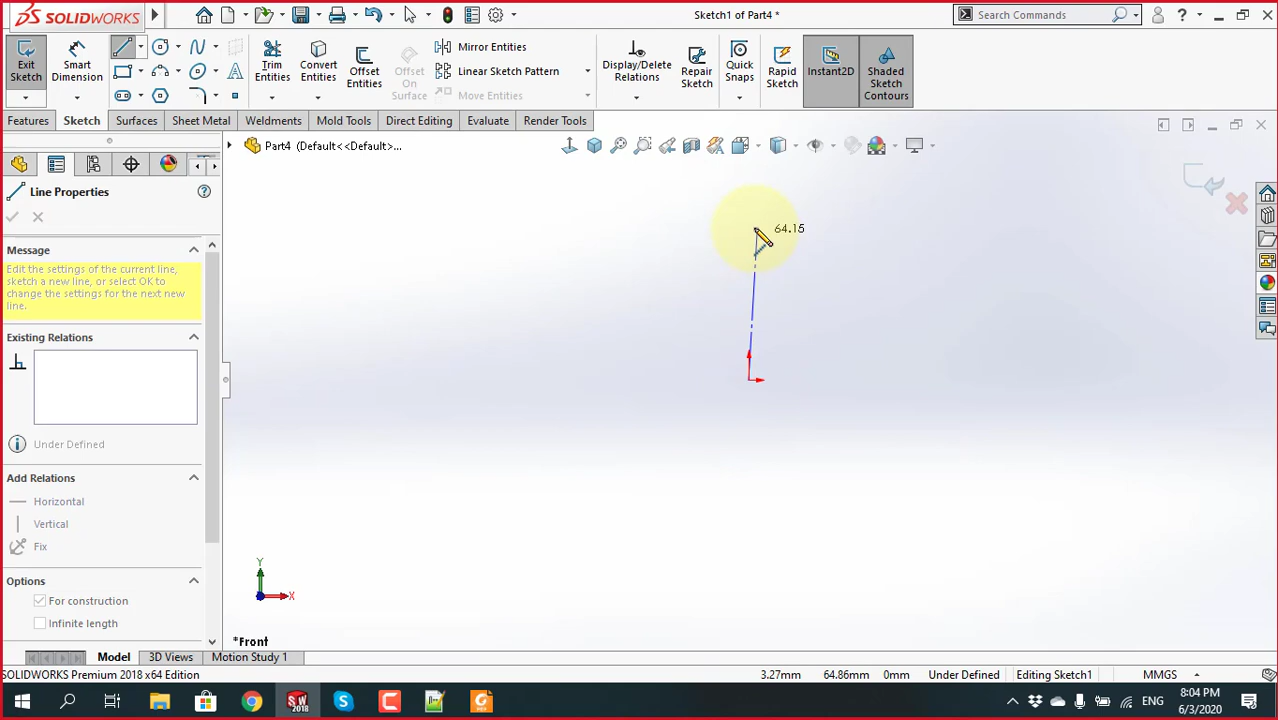 SOLIDWORKS
Sketch1 of Part4 *
Search Commands
?
Exit Sketch
Smart Dimension
Trim Entities
Convert Entities
Offset Entities
Offset On Surface
Mirror Entities
Linear Sketch Pattern
Move Entities
Display/Delete Relations
Repair Sketch
Quick Snaps
Rapid Sketch
Instant2D
Shaded Sketch Contours
Features
Sketch
Surfaces
Sheet Metal
Weldments
Mold Tools
Direct Editing
Evaluate
Render Tools
Part4 (Default<<Default>...
Line Properties
?
Message
Edit the settings of the current line,
sketch a new line, or select OK to
change the settings for the next new
line.
Existing Relations
Under Defined
Add Relations
Horizontal
Vertical
Fix
Options
For construction
Infinite length
64.15
Y
X
*Front
Model
3D Views
Motion Study 1
SOLIDWORKS Premium 2018 x64 Edition
3.27mm
64.86mm
0mm
Under Defined
Editing Sketch1
MMGS
SW
2018
ENG
8:04 PM
6/3/2020